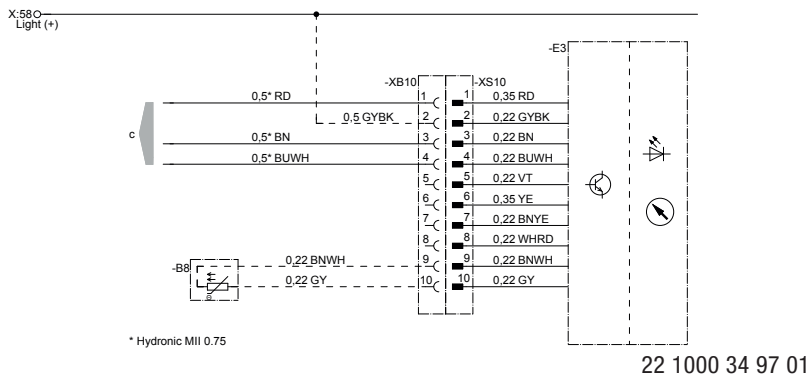 X:58
Light (+)
-E3
-XB10
-XS10
0,5* RD
1
1
0,35 RD
0,5 GYBK
2
2
0,22 GYBK
c
0,5* BN
3
3
0,22 BN
0,5* BUWH
4
4
0,22 BUWH
5
5
0,22 VT
6
6
0,35 YE
7
7
0,22 BNYE
8
8
0,22 WHRD
-B8
0,22 BNWH
9
9
0,22 BNWH
0,22 GY
10
10
0,22 GY
* Hydronic MII 0.75
22 1000 34 97 01